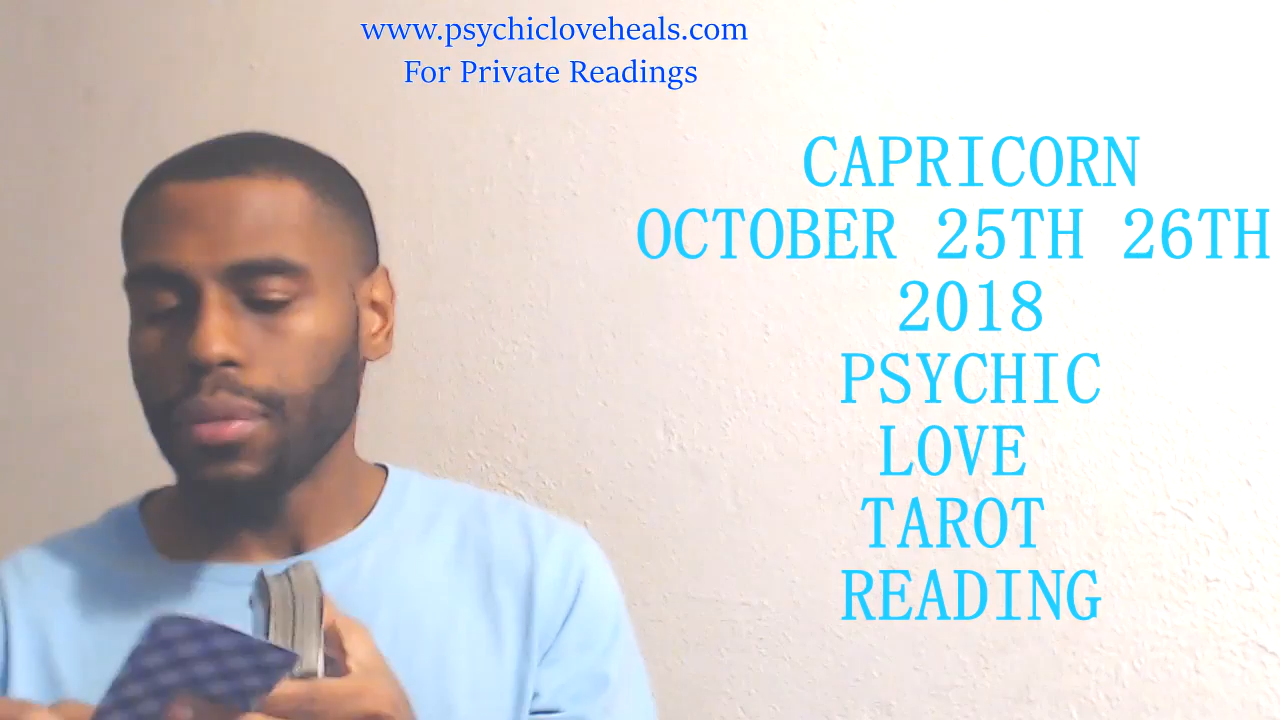 www.psychicloveheals.com
For Private Readings
CAPRICORN
OCTOBER 25TH 26TH
2018
PSYCHIC
LOVE
TAROT
READING